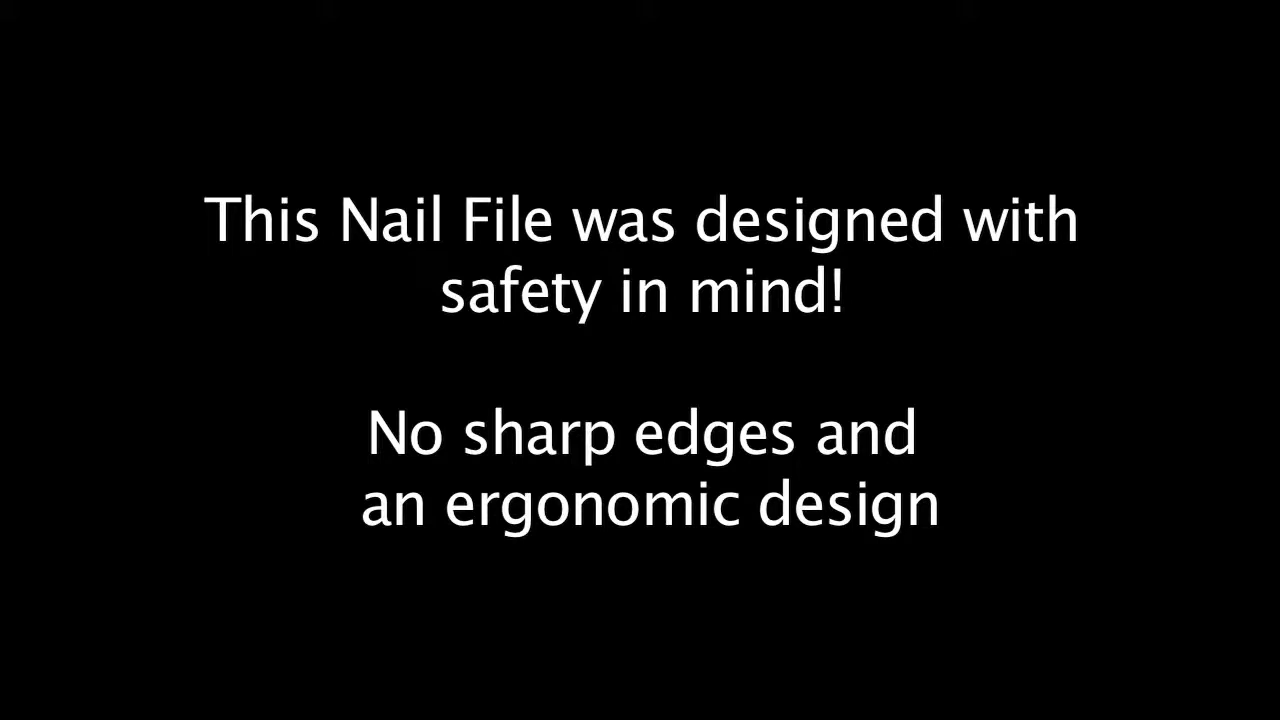 This Nail File was designed with
safety in mind!
No sharp edges and
an ergonomic design